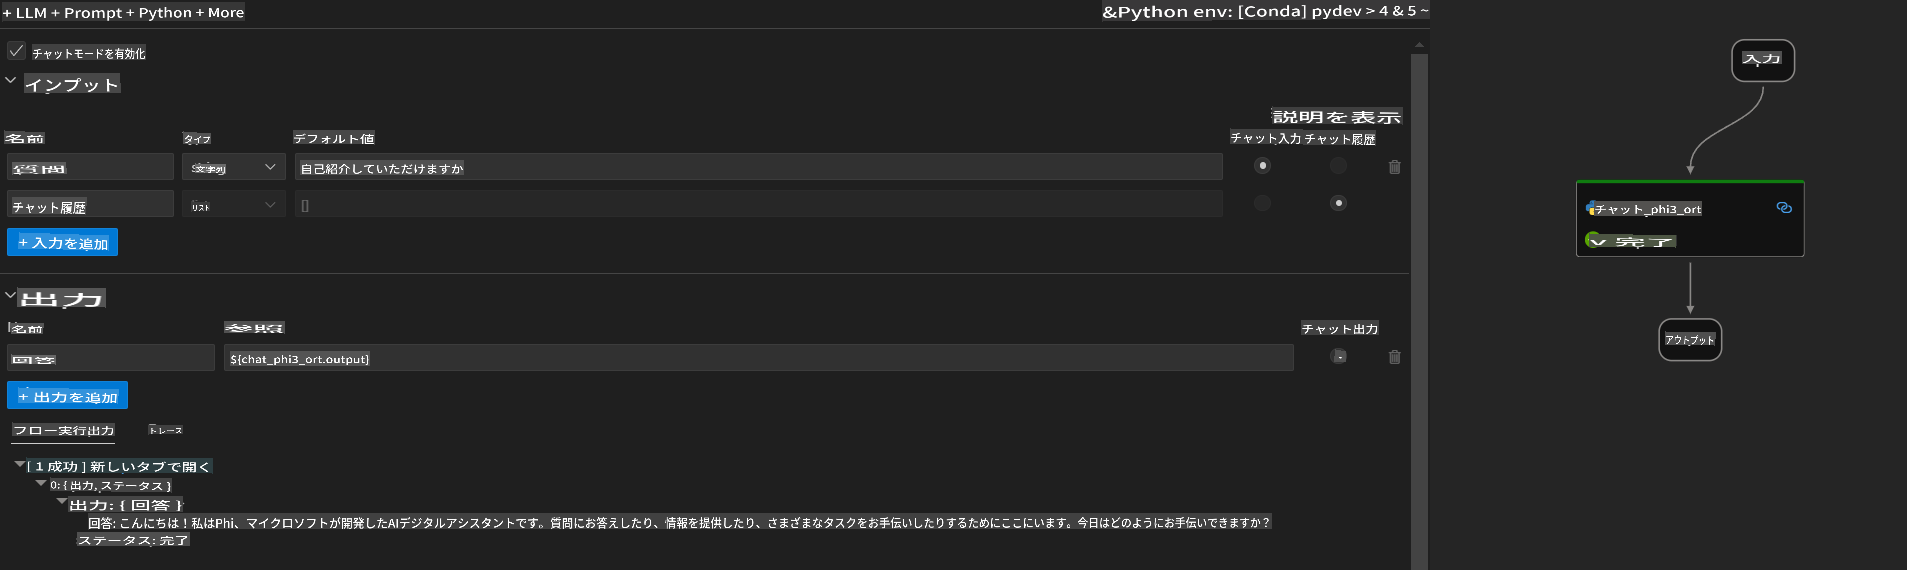 + LLM + Prompt + Python + More
&Python env: [Conda] pydev > 4 & 5 ~
チャットモードを有効化
インプット
説明を表示
名前 タイプ デフォルト値 チャット入力 チャット履歴
質問 文字列 自己紹介していただけますか
チャット履歴 リスト []
+ 入力を追加
出力
名前 参照 チャット出力
回答 ${chat_phi3_ort.output}
+ 出力を追加
フロー実行出力 トレース
[ 1 成功 ] 新しいタブで開く
0: { 出力, ステータス }
出力: { 回答 }
回答: こんにちは！私はPhi、マイクロソフトが開発したAIデジタルアシスタントです。質問にお答えしたり、情報を提供したり、さまざまなタスクをお手伝いしたりするためにここにいます。今日はどのようにお手伝いできますか？
ステータス: 完了
入力
チャット_phi3_ort
完了
アウトプット